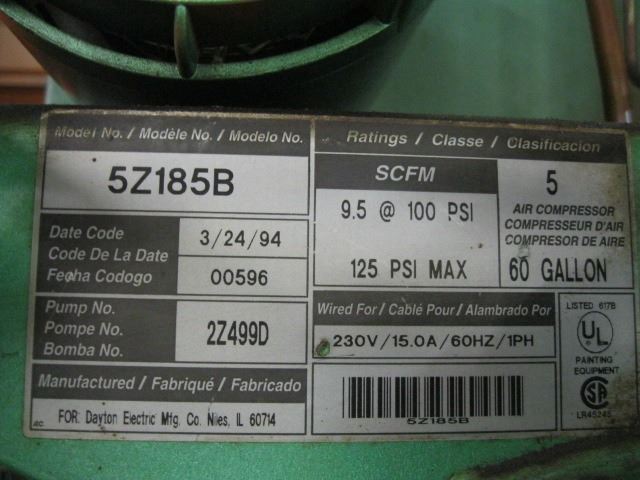 Model No. / Modèle No. / Modelo No.
5Z185B
Date Code
Code De La Date
Fecha Codogo
3/24/94
00596
Pump No.
Pompe No.
Bomba No.
2Z499D
Manufactured / Fabriqué / Fabricado
FOR: Dayton Electric Mfg. Co. Niles, IL 60714
Ratings / Classe / Clasificacion
SCFM
9.5 @ 100 PSI
125 PSI MAX
5
AIR COMPRESSOR
COMPRESSEUR D'AIR
COMPRESOR DE AIRE
60 GALLON
Wired For / Cablé Pour / Alambrado Por
230V/15.0A/60HZ/1PH
5Z185B
LISTED 617B
UL
PAINTING
EQUIPMENT
SA
LR45245